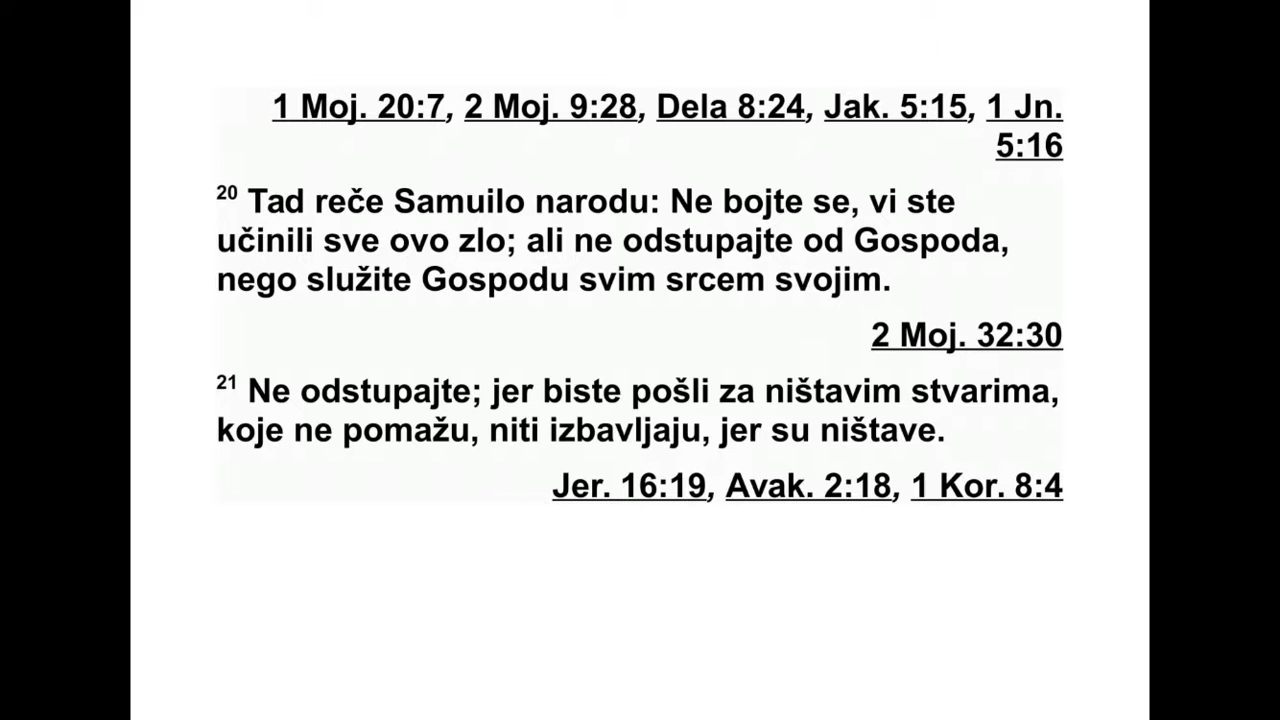 1 Moj. 20:7, 2 Moj. 9:28, Dela 8:24, Jak. 5:15, 1 Jn.
5:16
20 Tad reče Samuilo narodu: Ne bojte se, vi ste
učinili sve ovo zlo; ali ne odstupajte od Gospoda,
nego služite Gospodu svim srcem svojim.
2 Moj. 32:30
21 Ne odstupajte; jer biste pošli za ništavim stvarima,
koje ne pomažu, niti izbavljaju, jer su ništave.
Jer. 16:19, Avak. 2:18, 1 Kor. 8:4